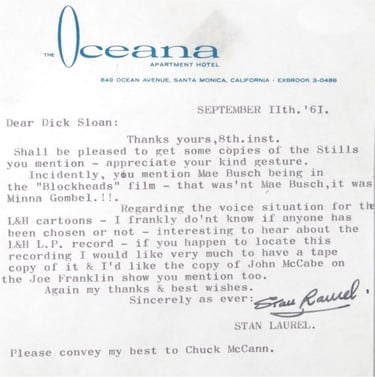 THE Oceana
APARTMENT HOTEL
849 OCEAN AVENUE, SANTA MONICA, CALIFORNIA · EXBROOK 3-0486
SEPTEMBER IIth.'6I.
Dear Dick Sloan:
Thanks yours,8th.inst.
Shall be pleased to get some copies of the Stills
you mention - appreciate your kind gesture.
Incidently, you mention Mae Busch being in
the "Blockheads" film - that was'nt Mae Busch,it was
Minna Gombel.!!.
Regarding the voice situation for the
L&H cartoons - I frankly do'nt know if anyone has
been chosen or not - interesting to hear about the
L&H L.P. record - if you happen to locate this
recording I would like very much to have a tape
copy of it & I'd like the copy of John McCabe on
the Joe Franklin show you mention too.
Again my thanks & best wishes.
Sincerely as ever: Stan Laurel.
STAN LAUREL.
Please convey my best to Chuck McCann.